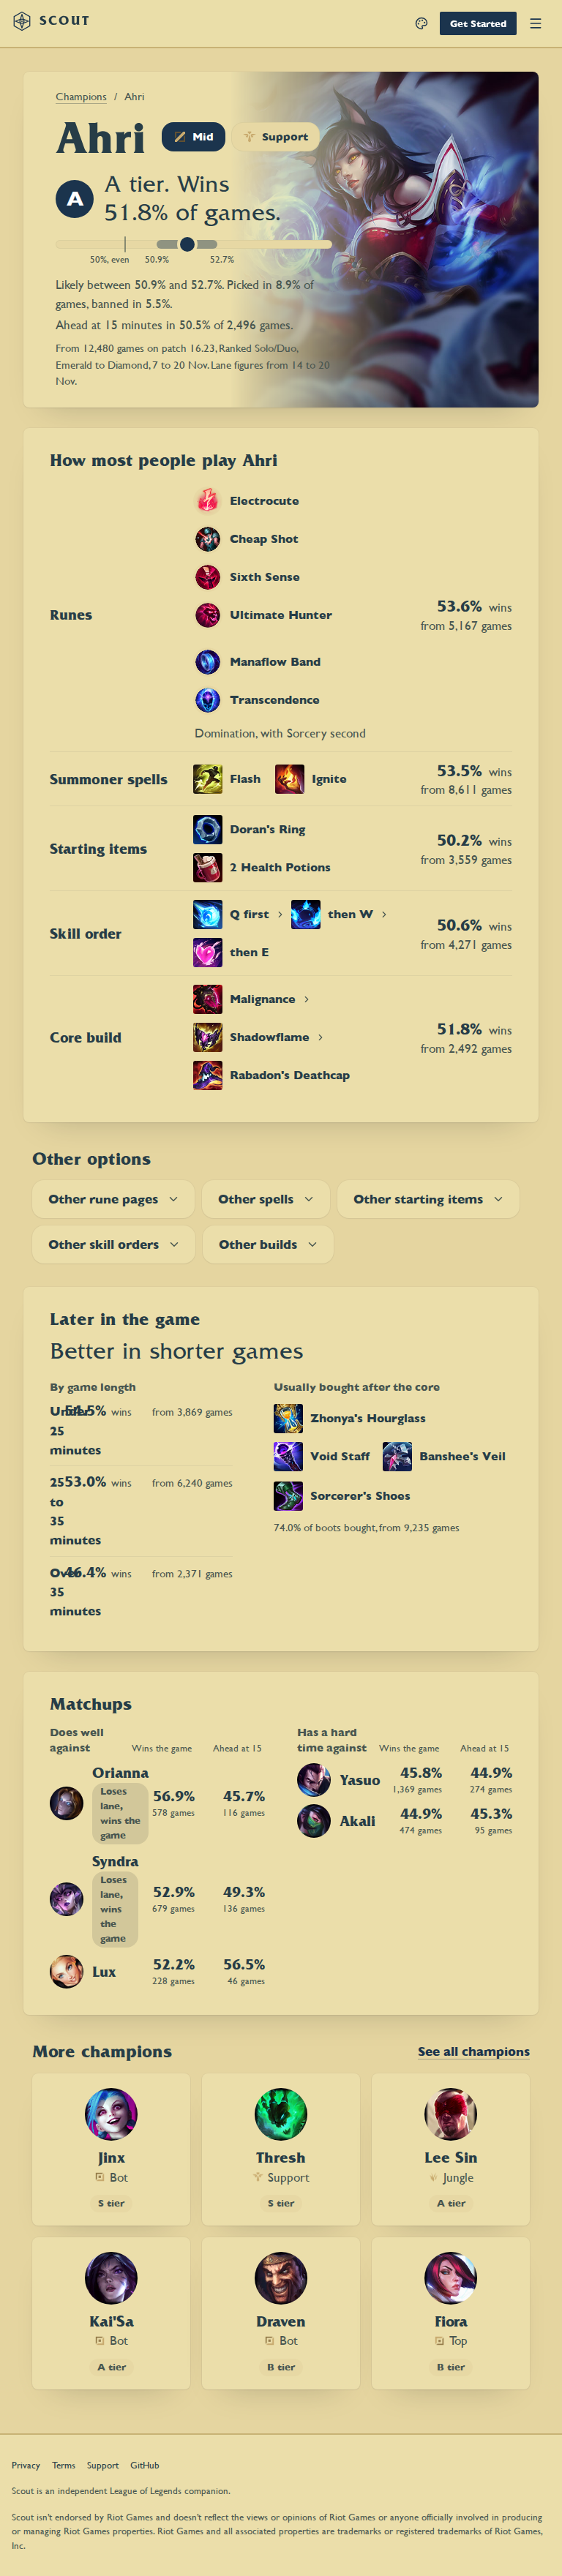 SCOUT
Get Started
Champions / Ahri
Ahri
Mid
Support
A
A tier. Wins
51.8% of games.
50%, even 50.9% 52.7%
Likely between 50.9% and 52.7%. Picked in 8.9% of
games, banned in 5.5%.
Ahead at 15 minutes in 50.5% of 2,496 games.
From 12,480 games on patch 16.23, Ranked Solo/Duo,
Emerald to Diamond, 7 to 20 Nov. Lane figures from 14 to 20
Nov.
How most people play Ahri
Runes
Electrocute
Cheap Shot
Sixth Sense
Ultimate Hunter
Manaflow Band
Transcendence
Domination, with Sorcery second
53.6% wins
from 5,167 games
Summoner spells
Flash
Ignite
53.5% wins
from 8,611 games
Starting items
Doran's Ring
2 Health Potions
50.2% wins
from 3,559 games
Skill order
Q first
then W
then E
50.6% wins
from 4,271 games
Core build
Malignance
Shadowflame
Rabadon's Deathcap
51.8% wins
from 2,492 games
Other options
Other rune pages
Other spells
Other starting items
Other skill orders
Other builds
Later in the game
Better in shorter games
By game length
Under
25
minutes
54.5% wins from 3,869 games
25
to
35
minutes
53.0% wins from 6,240 games
Over
35
minutes
46.4% wins from 2,371 games
Usually bought after the core
Zhonya's Hourglass
Void Staff
Banshee's Veil
Sorcerer's Shoes
74.0% of boots bought, from 9,235 games
Matchups
Does well
against
Wins the game
Ahead at 15
Orianna
Loses
lane,
wins the
game
56.9%
578 games
45.7%
116 games
Syndra
Loses
lane,
wins
the
game
52.9%
679 games
49.3%
136 games
Lux
52.2%
228 games
56.5%
46 games
Has a hard
time against
Wins the game
Ahead at 15
Yasuo
45.8%
1,369 games
44.9%
274 games
Akali
44.9%
474 games
45.3%
95 games
More champions
See all champions
Jinx
Bot
S tier
Thresh
Support
S tier
Lee Sin
Jungle
A tier
Kai'Sa
Bot
A tier
Draven
Bot
B tier
Fiora
Top
B tier
Privacy Terms Support GitHub
Scout is an independent League of Legends companion.
Scout isn't endorsed by Riot Games and doesn't reflect the views or opinions of Riot Games or anyone officially involved in producing
or managing Riot Games properties. Riot Games and all associated properties are trademarks or registered trademarks of Riot Games,
Inc.